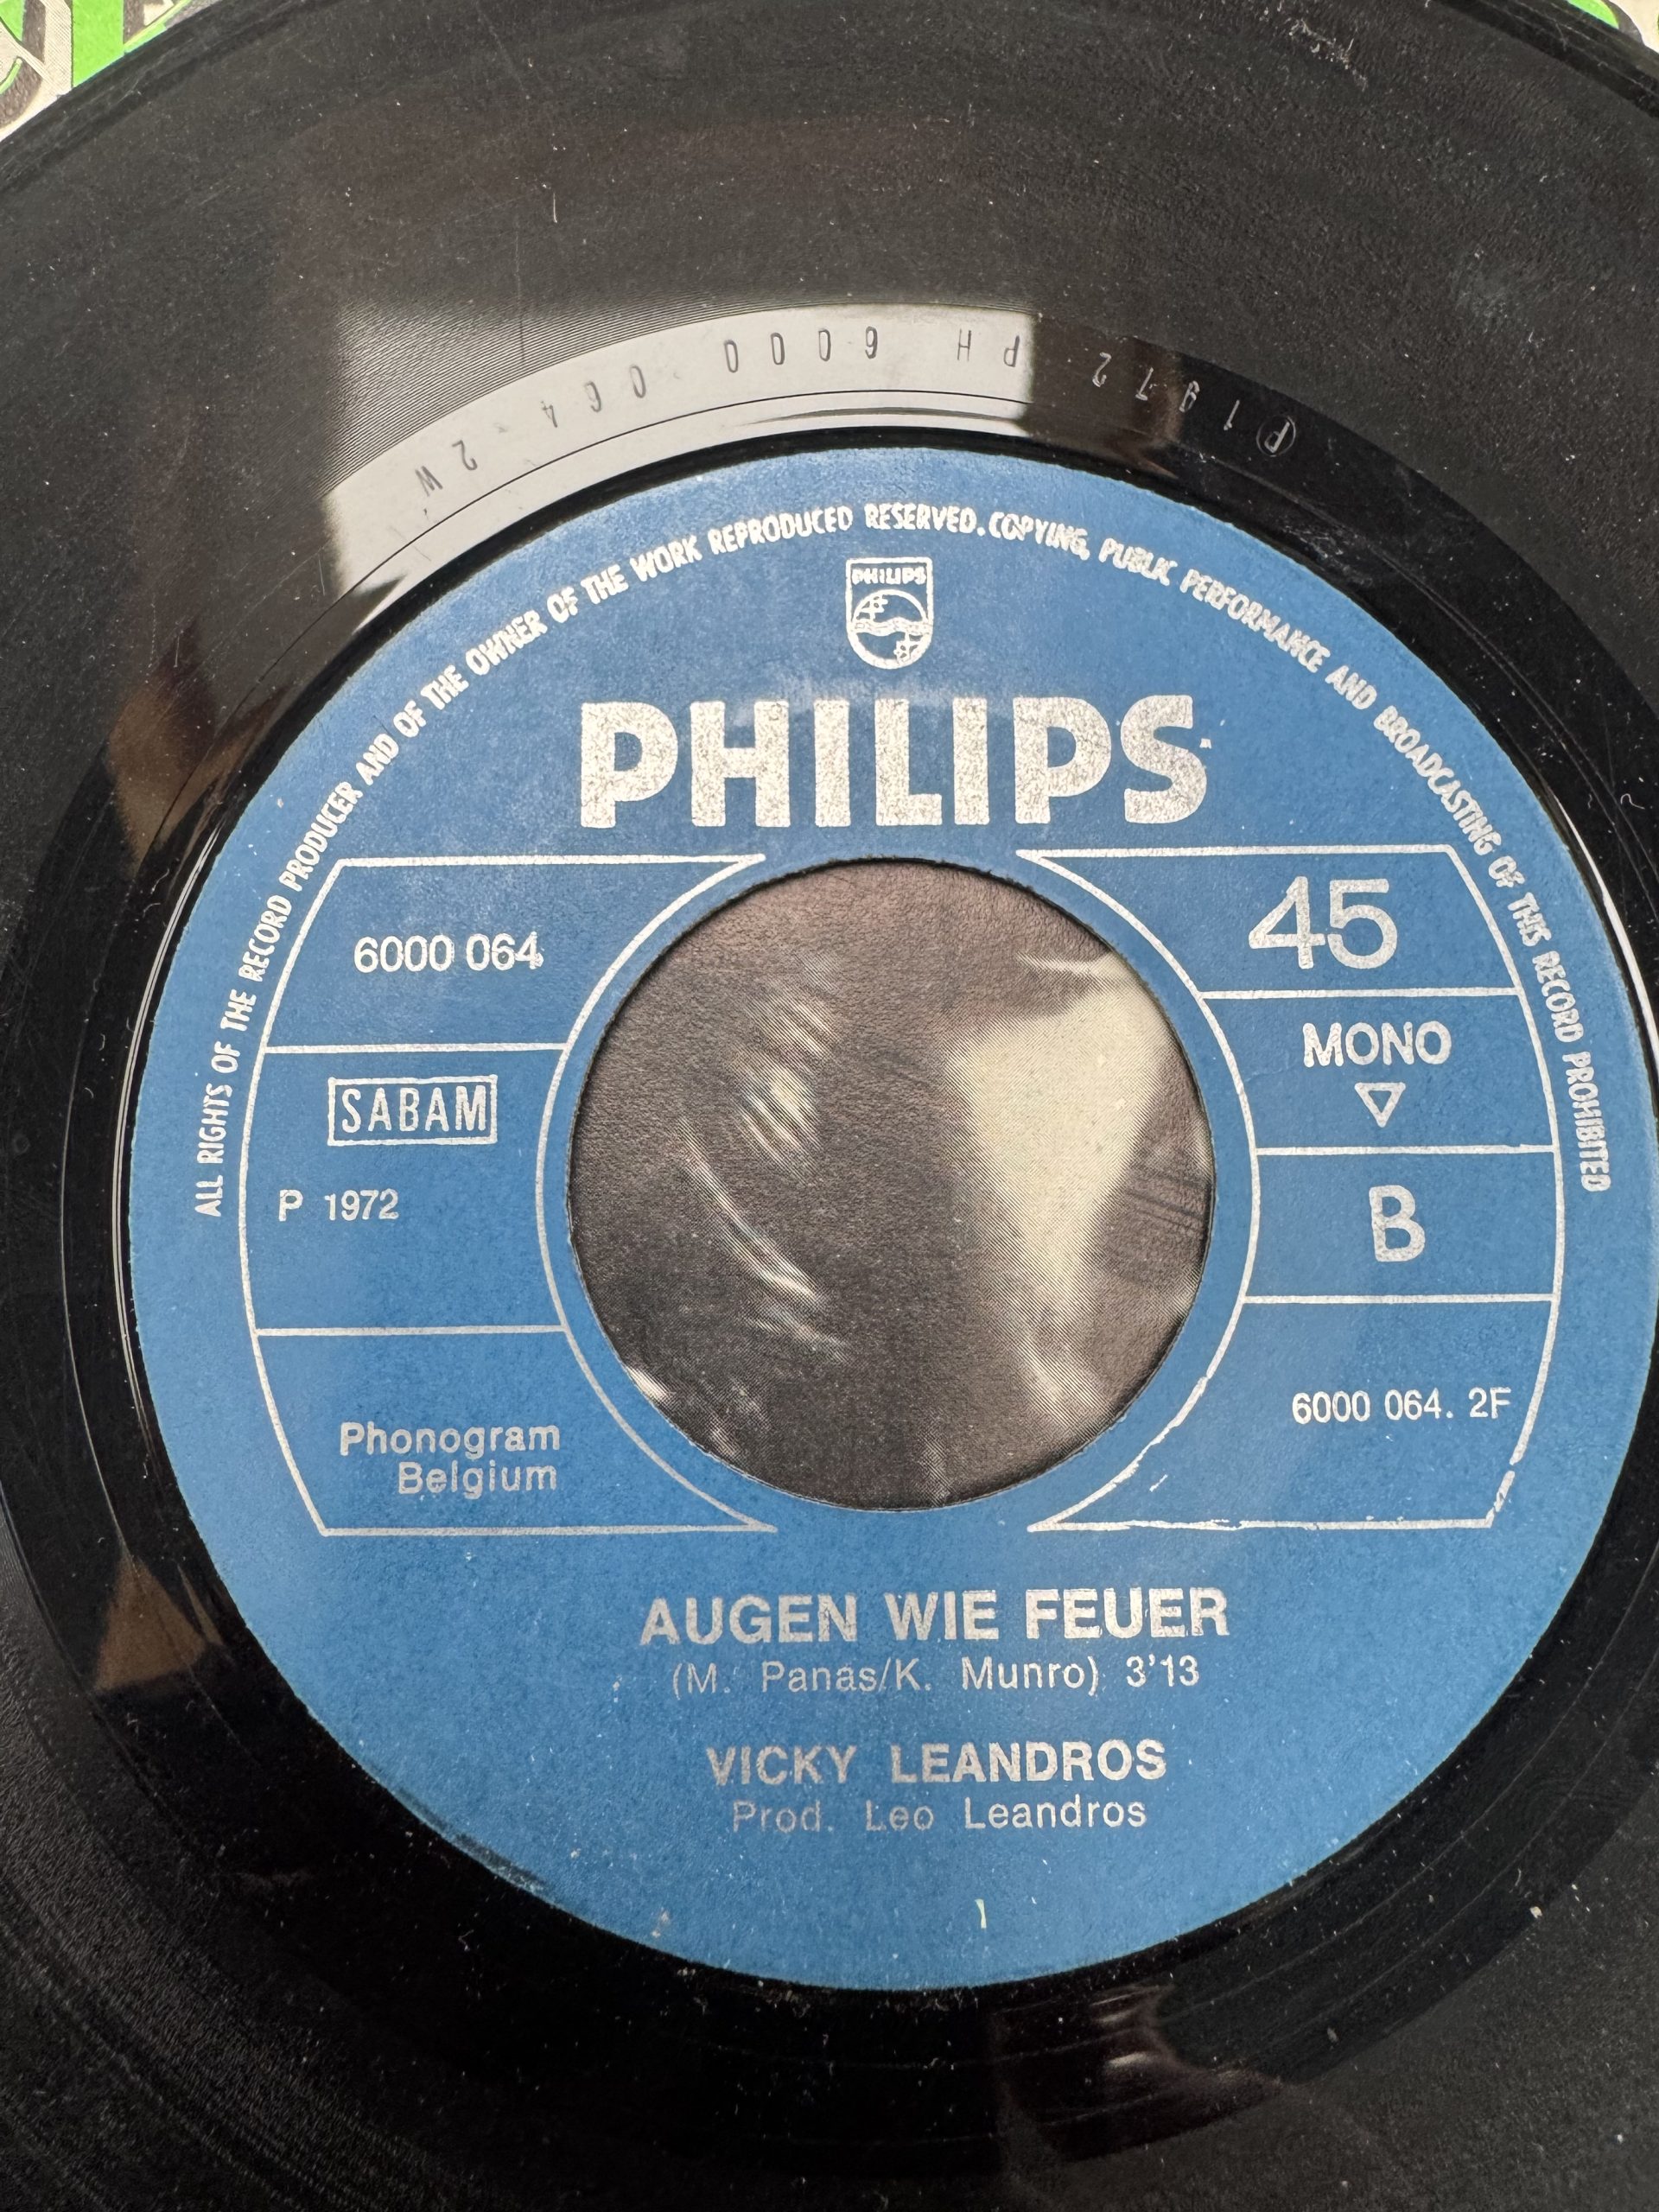 Ⓟ 1972 PH 6000 064 2 W
ALL RIGHTS OF THE RECORD PRODUCER AND OF THE OWNER OF THE WORK REPRODUCED RESERVED. COPYING, PUBLIC PERFORMANCE AND BROADCASTING OF THIS RECORD PROHIBITED
PHILIPS
PHILIPS
6000 064
SABAM
P 1972
Phonogram
Belgium
45
MONO
▽
B
6000 064. 2F
AUGEN WIE FEUER
(M. Panas/K. Munro) 3'13
VICKY LEANDROS
Prod. Leo Leandros